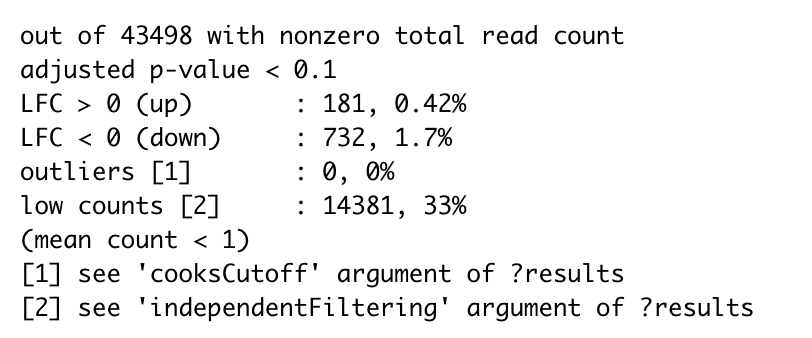 out of 43498 with nonzero total read count
adjusted p-value < 0.1
LFC > 0 (up)       : 181, 0.42%
LFC < 0 (down)     : 732, 1.7%
outliers [1]       : 0, 0%
low counts [2]     : 14381, 33%
(mean count < 1)
[1] see 'cooksCutoff' argument of ?results
[2] see 'independentFiltering' argument of ?results